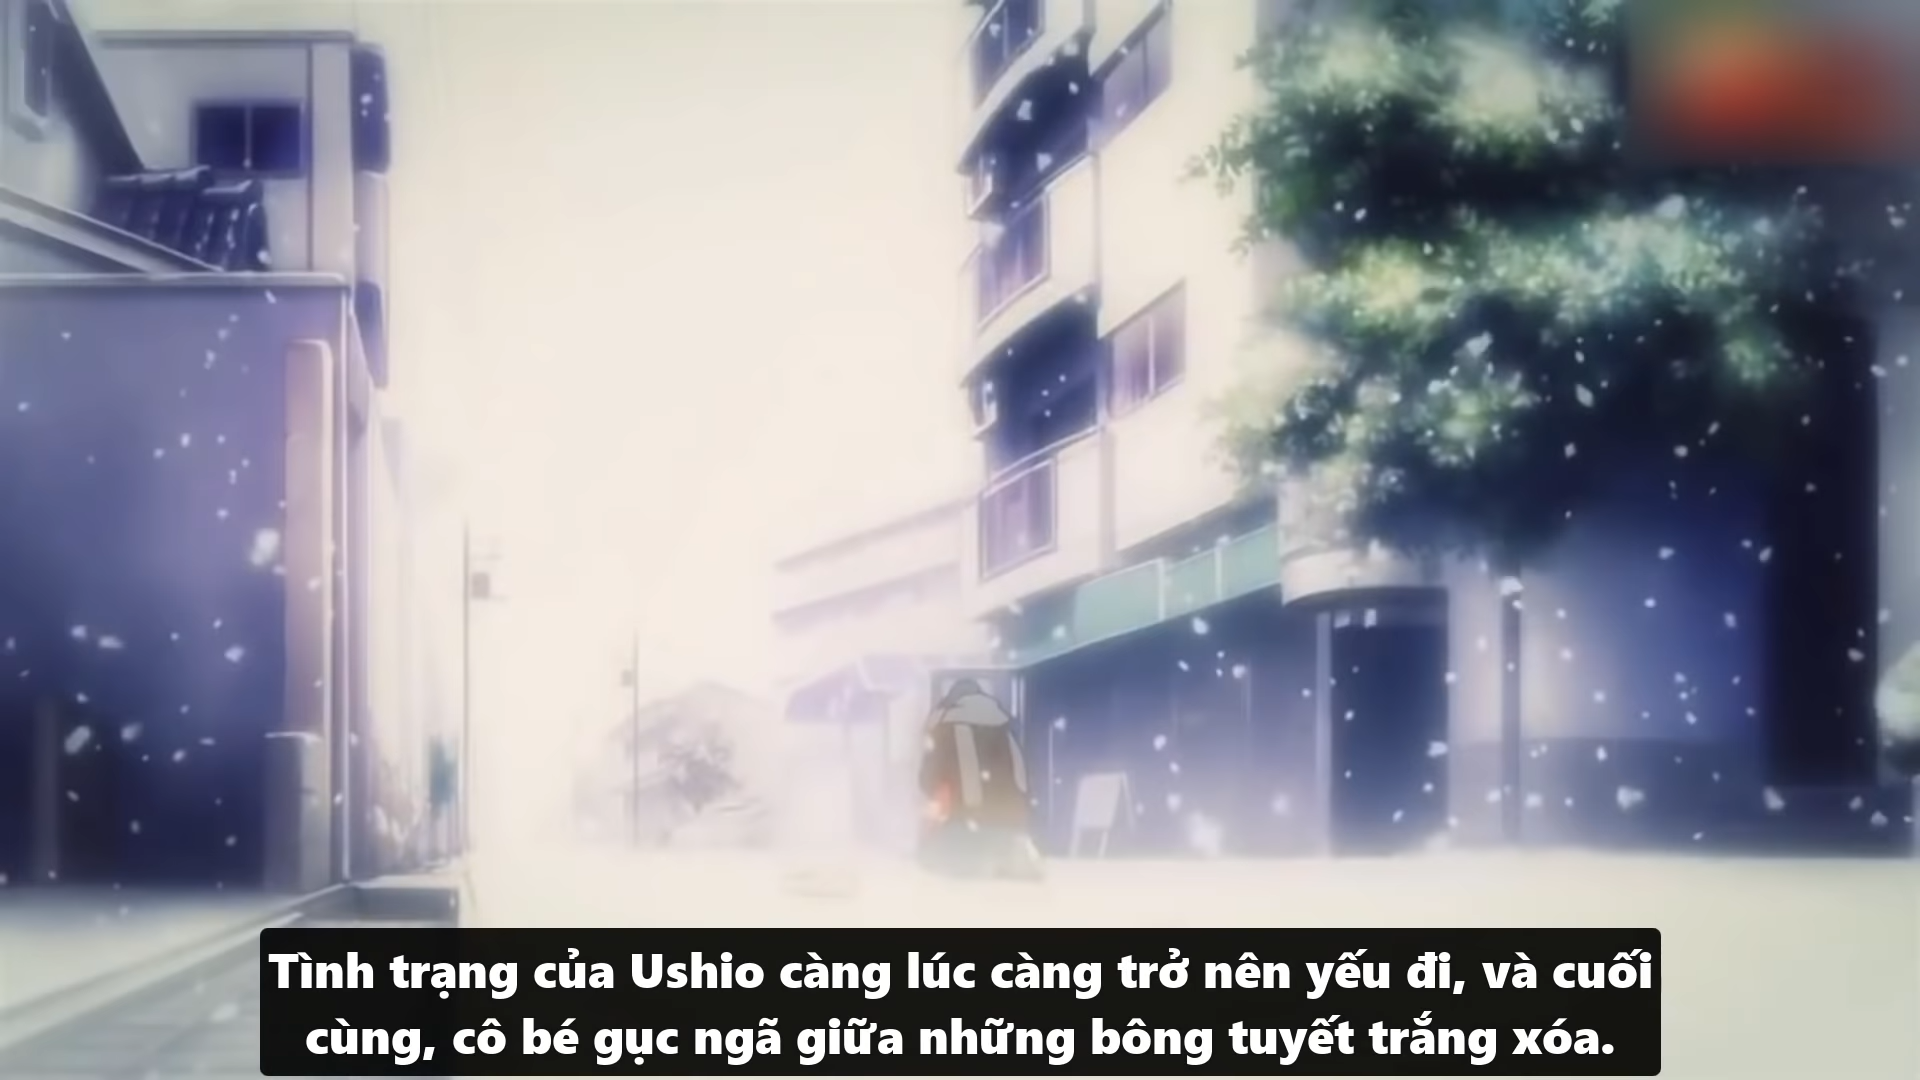 Tình trạng của Ushio càng lúc càng trở nên yếu đi, và cuối
cùng, cô bé gục ngã giữa những bông tuyết trắng xóa.